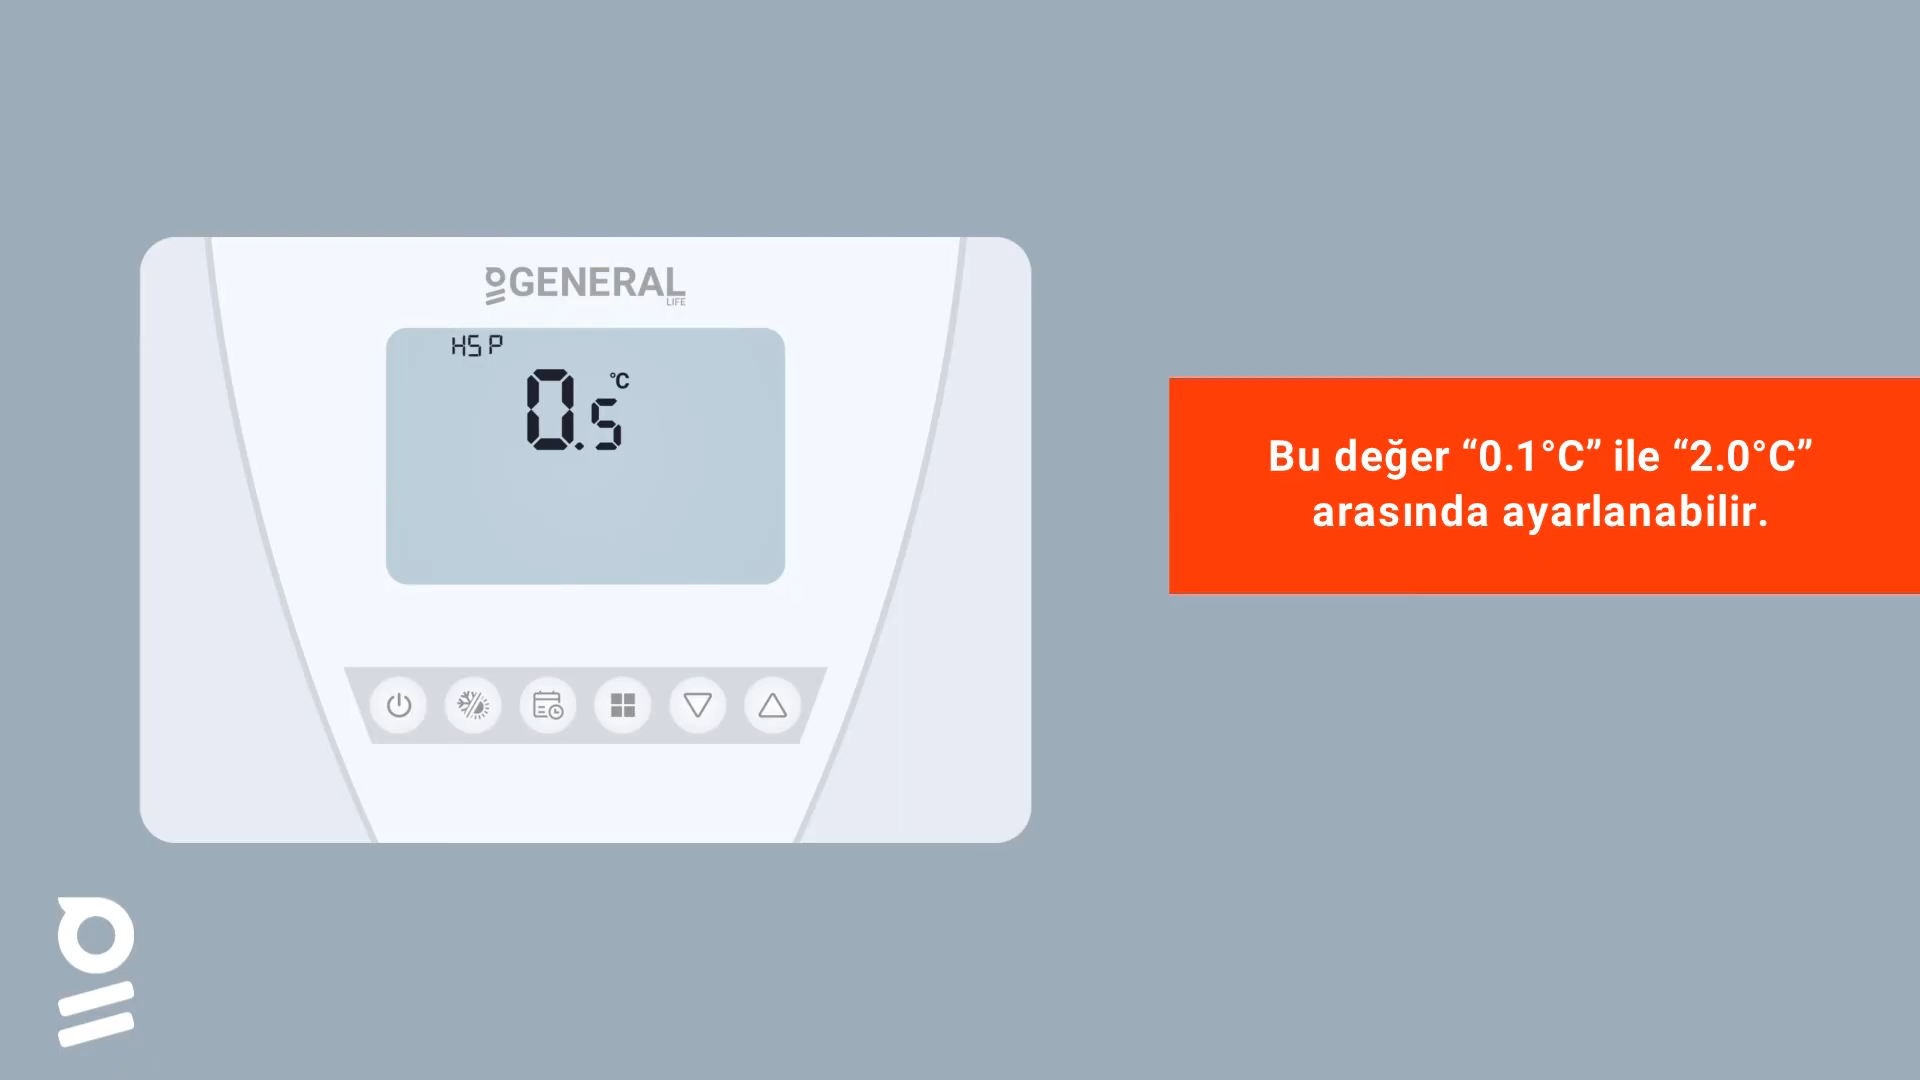 GENERAL
LIFE
HSP
0.5 °C
Bu değer “0.1°C” ile “2.0°C”
arasında ayarlanabilir.